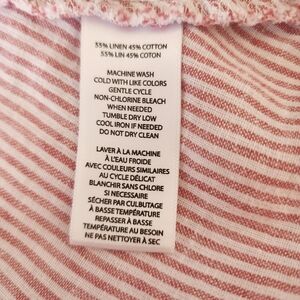 55% LINEN 45% COTTON
55% LIN 45% COTON
MACHINE WASH
COLD WITH LIKE COLORS
GENTLE CYCLE
NON-CHLORINE BLEACH
WHEN NEEDED
TUMBLE DRY LOW
COOL IRON IF NEEDED
DO NOT DRY CLEAN
LAVER À LA MACHINE
À L'EAU FROIDE
AVEC COULEURS SIMILAIRES
AU CYCLE DÉLICAT
BLANCHIR SANS CHLORE
SI NECESSAIRE
SÉCHER PAR CULBUTAGE
À BASSE TEMPÉRATURE
REPASSER À BASSE
TEMPÉRATURE AU BESOIN
NE PAS NETTOYER À SEC